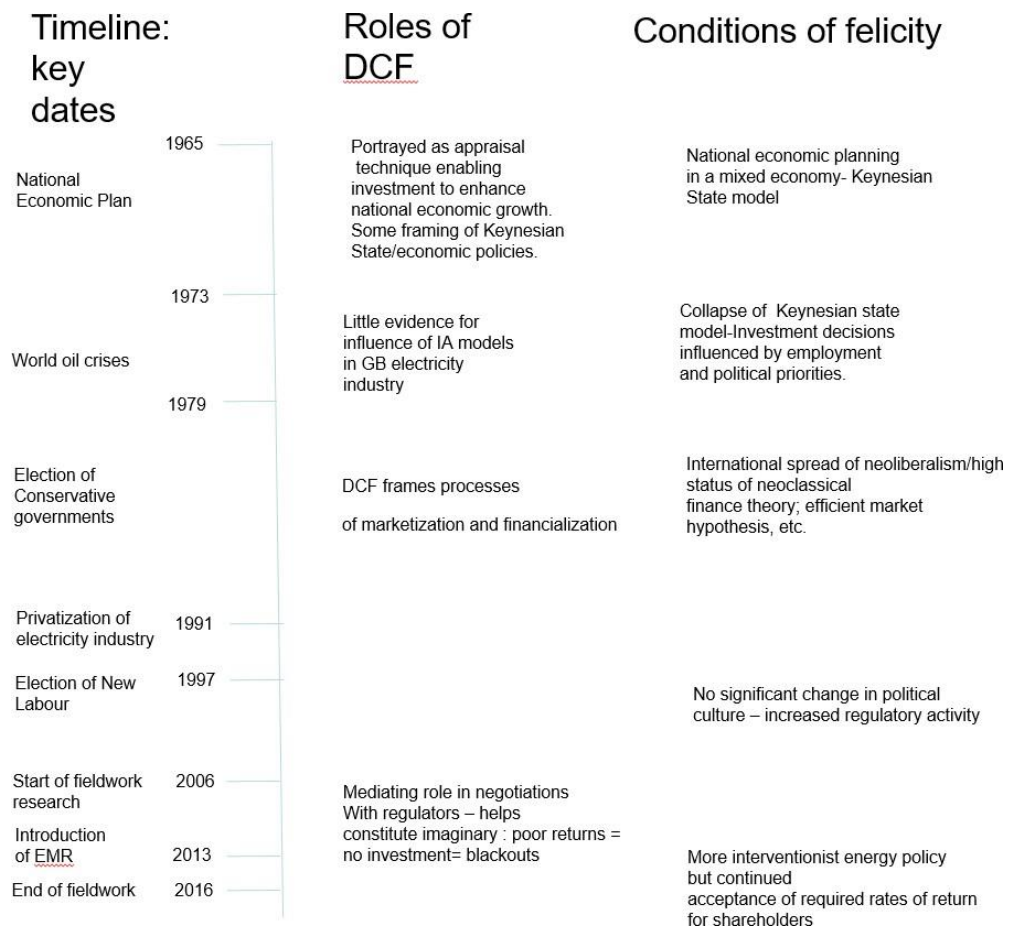 Timeline:
key
dates
Roles of
DCF
Conditions of felicity
1965
National
Economic Plan
Portrayed as appraisal
technique enabling
investment to enhance
national economic growth.
Some framing of Keynesian
State/economic policies.
National economic planning
in a mixed economy- Keynesian
State model
1973
World oil crises
Little evidence for
influence of IA models
in GB electricity
industry
Collapse of Keynesian state
model-Investment decisions
influenced by employment
and political priorities.
1979
Election of
Conservative
governments
DCF frames processes
of marketization and financialization
International spread of neoliberalism/high
status of neoclassical
finance theory; efficient market
hypothesis, etc.
Privatization of
electricity industry
1991
Election of New
Labour
1997
No significant change in political
culture – increased regulatory activity
Start of fieldwork
research
2006
Mediating role in negotiations
With regulators – helps
constitute imaginary : poor returns =
no investment= blackouts
Introduction
of EMR
2013
End of fieldwork
2016
More interventionist energy policy
but continued
acceptance of required rates of return
for shareholders